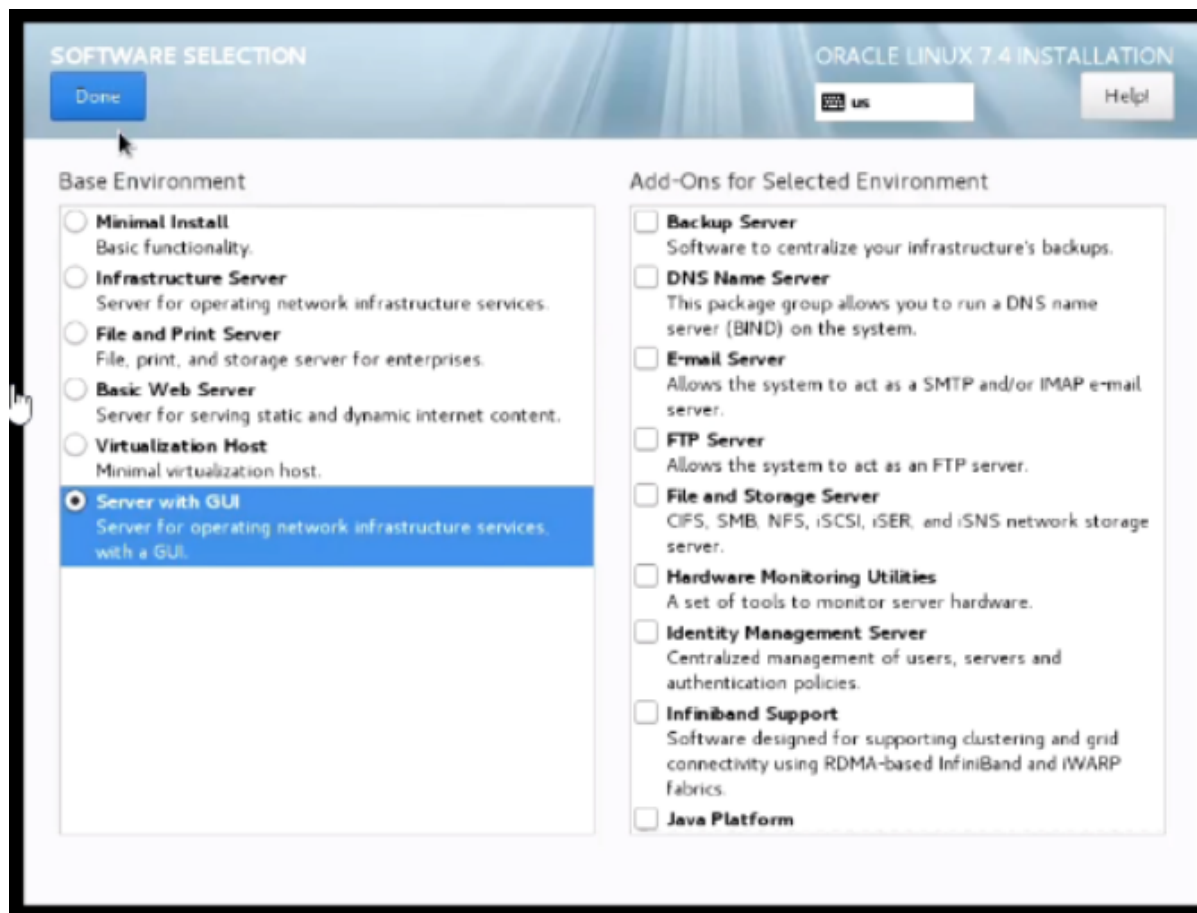 SOFTWARE SELECTION
ORACLE LINUX 7.4 INSTALLATION
Done
us
Help!
Base Environment
Minimal Install
Basic functionality.
Infrastructure Server
Server for operating network infrastructure services.
File and Print Server
File, print, and storage server for enterprises.
Basic Web Server
Server for serving static and dynamic internet content.
Virtualization Host
Minimal virtualization host.
Server with GUI
Server for operating network infrastructure services,
with a GUI.
Add-Ons for Selected Environment
Backup Server
Software to centralize your infrastructure's backups.
DNS Name Server
This package group allows you to run a DNS name
server (BIND) on the system.
E-mail Server
Allows the system to act as a SMTP and/or IMAP e-mail
server.
FTP Server
Allows the system to act as an FTP server.
File and Storage Server
CIFS, SMB, NFS, iSCSI, iSER, and iSNS network storage
server.
Hardware Monitoring Utilities
A set of tools to monitor server hardware.
Identity Management Server
Centralized management of users, servers and
authentication policies.
Infiniband Support
Software designed for supporting clustering and grid
connectivity using RDMA-based InfiniBand and iWARP
fabrics.
Java Platform